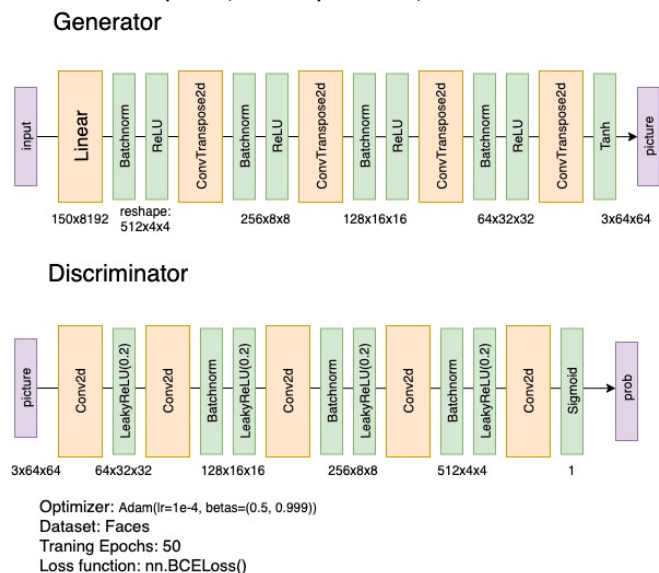 Generator
input
Linear
Batchnorm
ReLU
ConvTranspose2d
Batchnorm
ReLU
ConvTranspose2d
Batchnorm
ReLU
ConvTranspose2d
Batchnorm
ReLU
ConvTranspose2d
Tanh
picture
150x8192
reshape:
512x4x4
256x8x8
128x16x16
64x32x32
3x64x64
Discriminator
picture
Conv2d
LeakyReLU(0.2)
Conv2d
Batchnorm
LeakyReLU(0.2)
Conv2d
Batchnorm
LeakyReLU(0.2)
Conv2d
Batchnorm
LeakyReLU(0.2)
Conv2d
Sigmoid
prob
3x64x64
64x32x32
128x16x16
256x8x8
512x4x4
1
Optimizer: Adam(lr=1e-4, betas=(0.5, 0.999))
Dataset: Faces
Traning Epochs: 50
Loss function: nn.BCELoss()